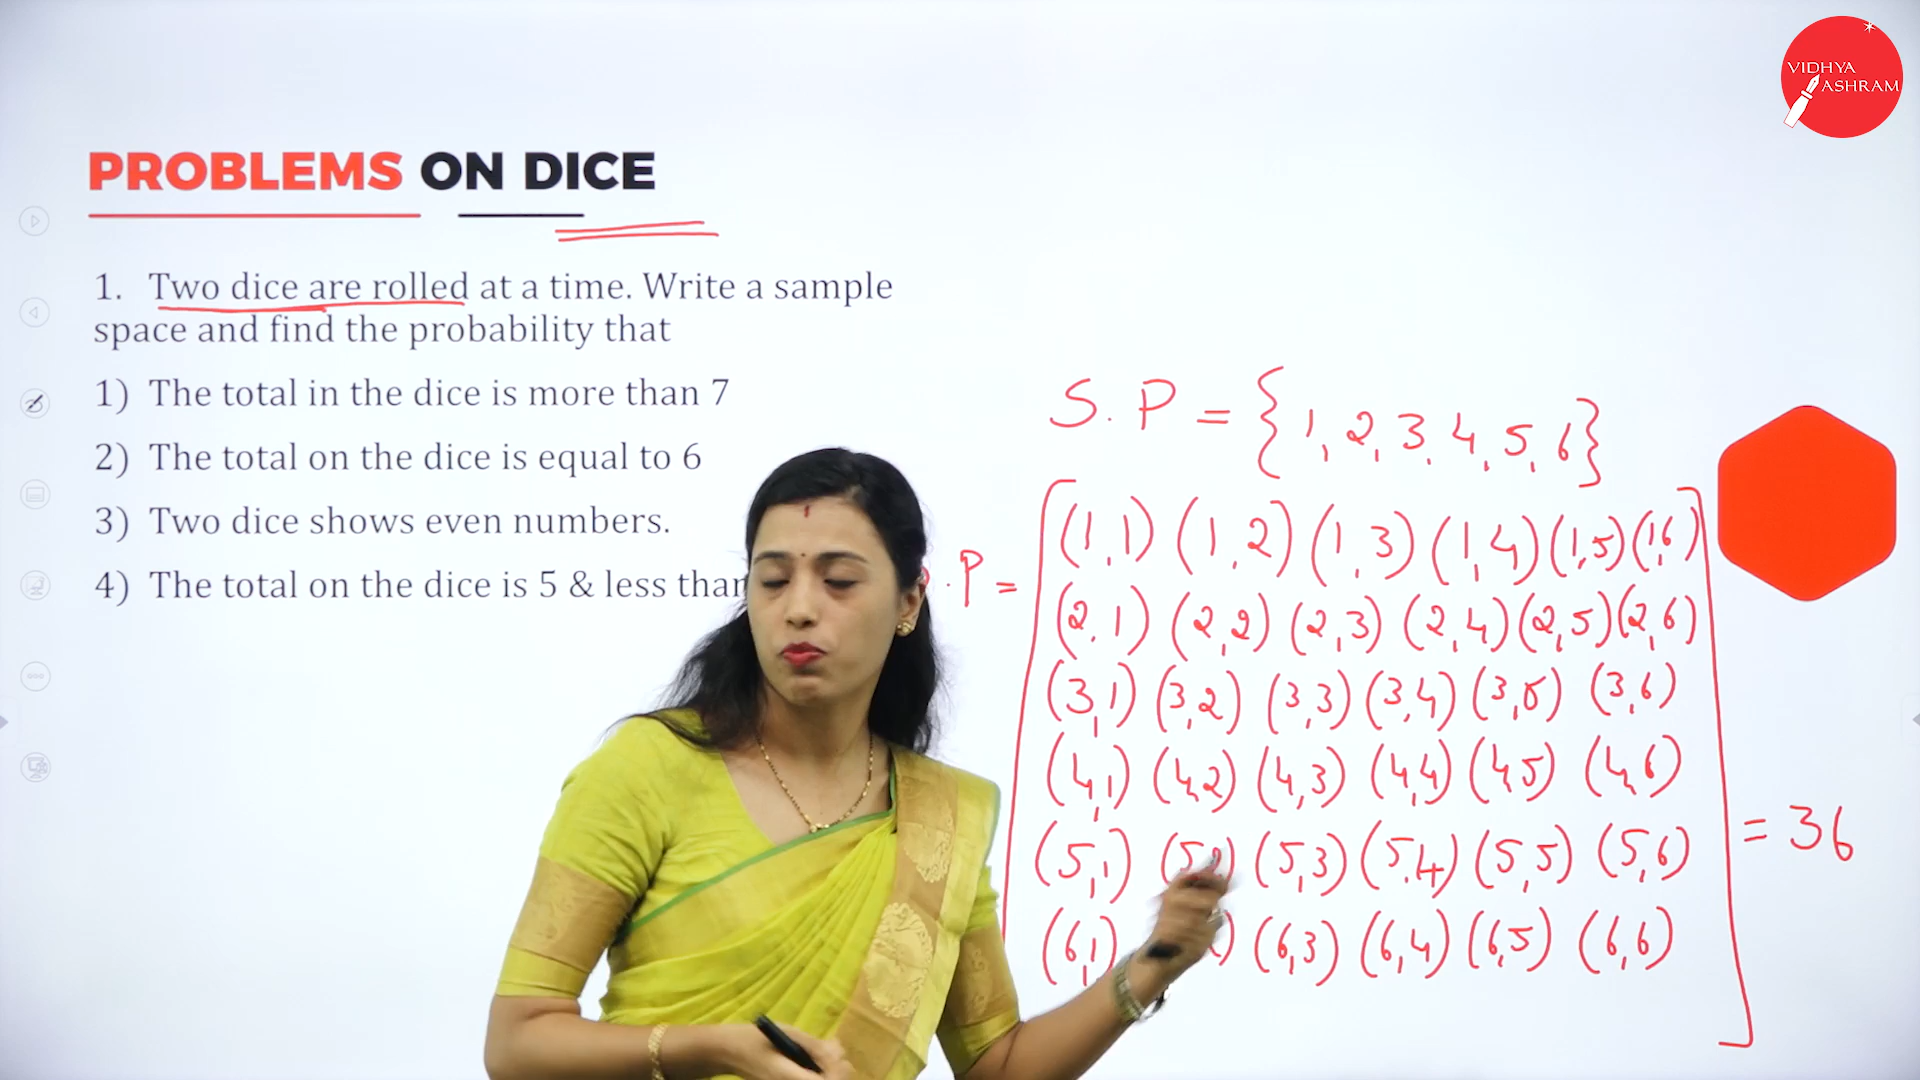 VIDHYA
ASHRAM
PROBLEMS ON DICE
1. Two dice are rolled at a time. Write a sample
space and find the probability that
1) The total in the dice is more than 7
2) The total on the dice is equal to 6
3) Two dice shows even numbers.
4) The total on the dice is 5 & less than
S.P = {1, 2, 3, 4, 5, 6}
.P =
(1,1) (1,2) (1,3) (1,4) (1,5) (1,6)
(2,1) (2,2) (2,3) (2,4) (2,5) (2,6)
(3,1) (3,2) (3,3) (3,4) (3,5) (3,6)
(4,1) (4,2) (4,3) (4,4) (4,5) (4,6)
= 36
(5,1) (5,2) (5,3) (5,4) (5,5) (5,6)
(6,1) (6,3) (6,4) (6,5) (6,6)